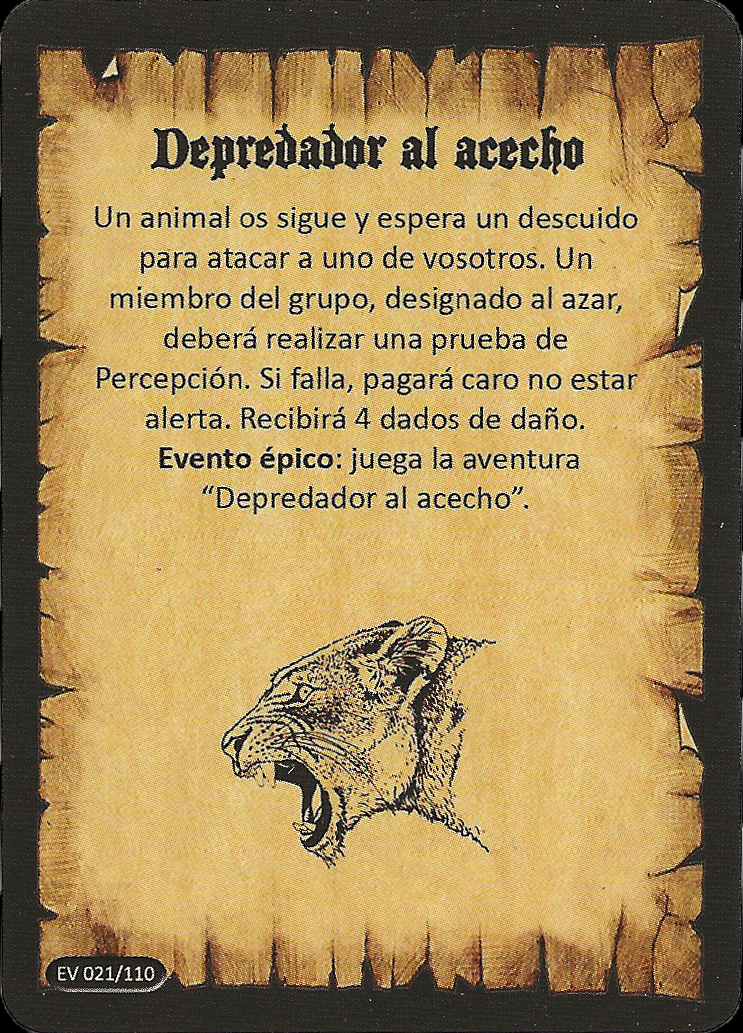 Depredador al acecho
Un animal os sigue y espera un descuido
para atacar a uno de vosotros. Un
miembro del grupo, designado al azar,
deberá realizar una prueba de
Percepción. Si falla, pagará caro no estar
alerta. Recibirá 4 dados de daño.
Evento épico: juega la aventura
“Depredador al acecho”.
EV 021/110